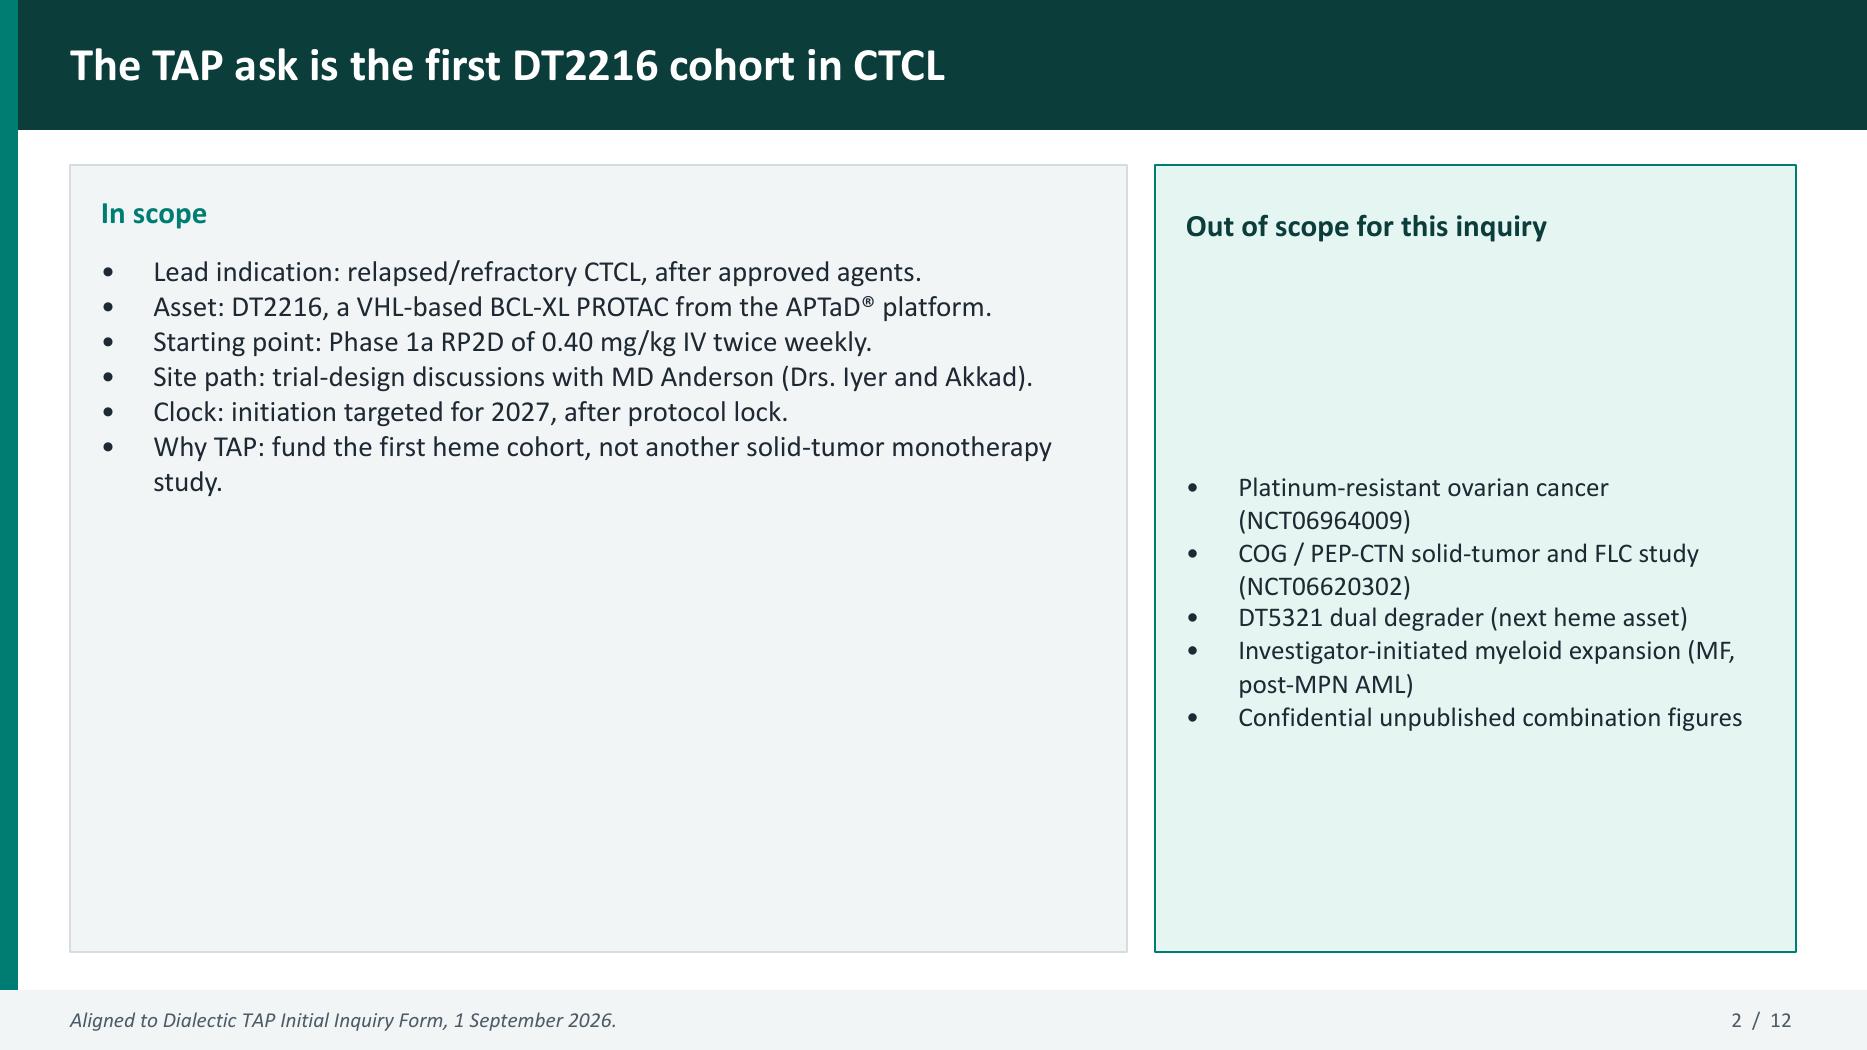 The TAP ask is the first DT2216 cohort in CTCL
In scope
• Lead indication: relapsed/refractory CTCL, after approved agents.
• Asset: DT2216, a VHL-based BCL-XL PROTAC from the APTaD® platform.
• Starting point: Phase 1a RP2D of 0.40 mg/kg IV twice weekly.
• Site path: trial-design discussions with MD Anderson (Drs. Iyer and Akkad).
• Clock: initiation targeted for 2027, after protocol lock.
• Why TAP: fund the first heme cohort, not another solid-tumor monotherapy
study.
Out of scope for this inquiry
• Platinum-resistant ovarian cancer
(NCT06964009)
• COG / PEP-CTN solid-tumor and FLC study
(NCT06620302)
• DT5321 dual degrader (next heme asset)
• Investigator-initiated myeloid expansion (MF,
post-MPN AML)
• Confidential unpublished combination figures
Aligned to Dialectic TAP Initial Inquiry Form, 1 September 2026.
2 / 12